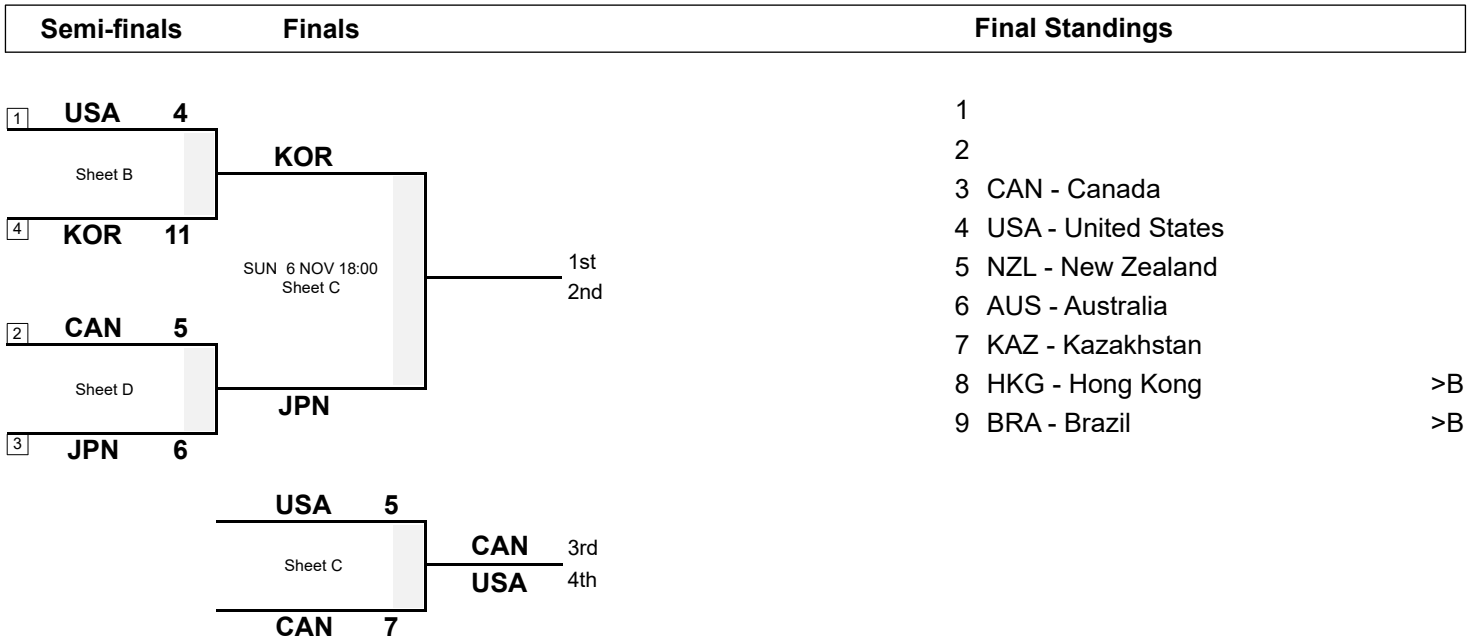 Semi-finals Finals Final Standings
1 USA 4
Sheet B
4 KOR 11
KOR
SUN 6 NOV 18:00
Sheet C
JPN
1st
2nd
2 CAN 5
Sheet D
3 JPN 6
USA 5
Sheet C
CAN 7
CAN 3rd
USA 4th
1
2
3 CAN - Canada
4 USA - United States
5 NZL - New Zealand
6 AUS - Australia
7 KAZ - Kazakhstan
8 HKG - Hong Kong >B
9 BRA - Brazil >B